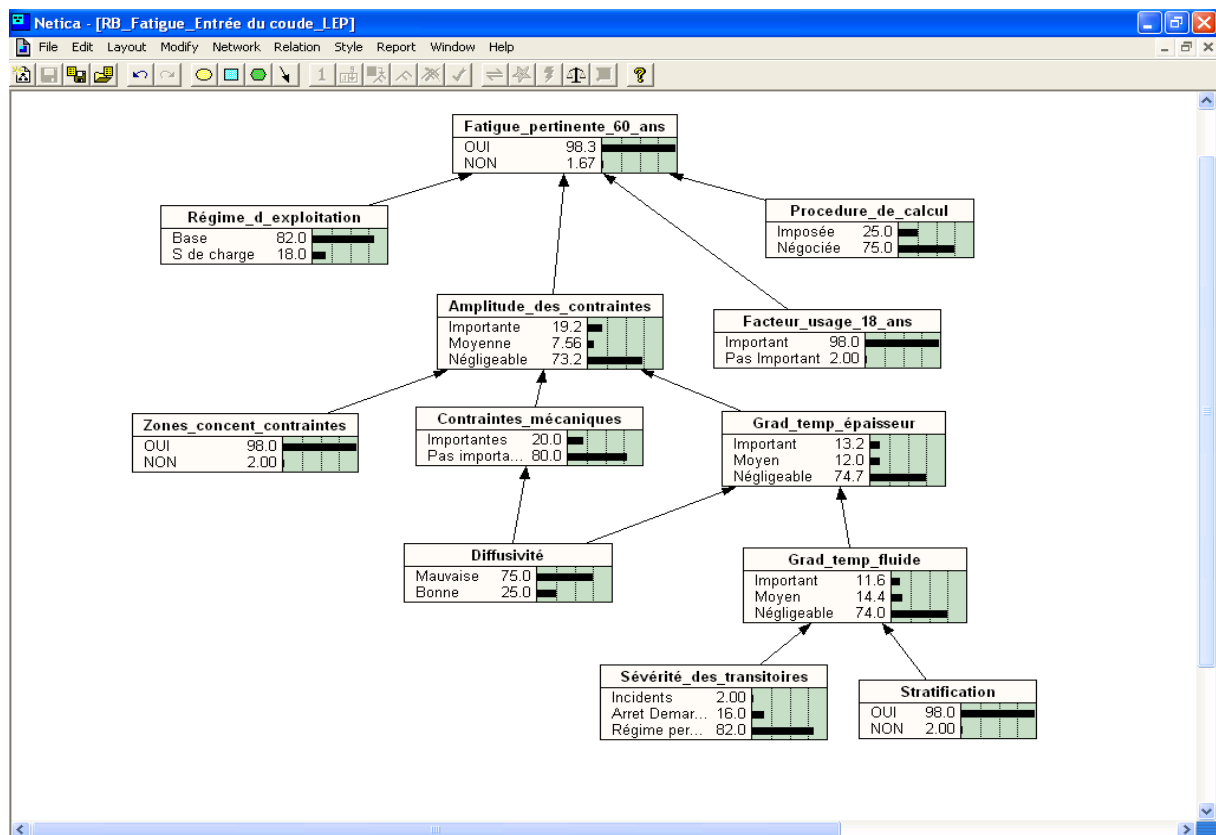 Netica - [RB_Fatigue_Entrée du coude_LEP]
File Edit Layout Modify Network Relation Style Report Window Help
1
?
Fatigue_pertinente_60_ans
OUI 98.3
NON 1.67
Régime_d_exploitation
Base 82.0
S de charge 18.0
Procedure_de_calcul
Imposée 25.0
Négociée 75.0
Amplitude_des_contraintes
Importante 19.2
Moyenne 7.56
Négligeable 73.2
Facteur_usage_18_ans
Important 98.0
Pas Important 2.00
Zones_concent_contraintes
OUI 98.0
NON 2.00
Contraintes_mécaniques
Importantes 20.0
Pas importa... 80.0
Grad_temp_épaisseur
Important 13.2
Moyen 12.0
Négligeable 74.7
Diffusivité
Mauvaise 75.0
Bonne 25.0
Grad_temp_fluide
Important 11.6
Moyen 14.4
Négligeable 74.0
Sévérité_des_transitoires
Incidents 2.00
Arret Demar... 16.0
Régime per... 82.0
Stratification
OUI 98.0
NON 2.00